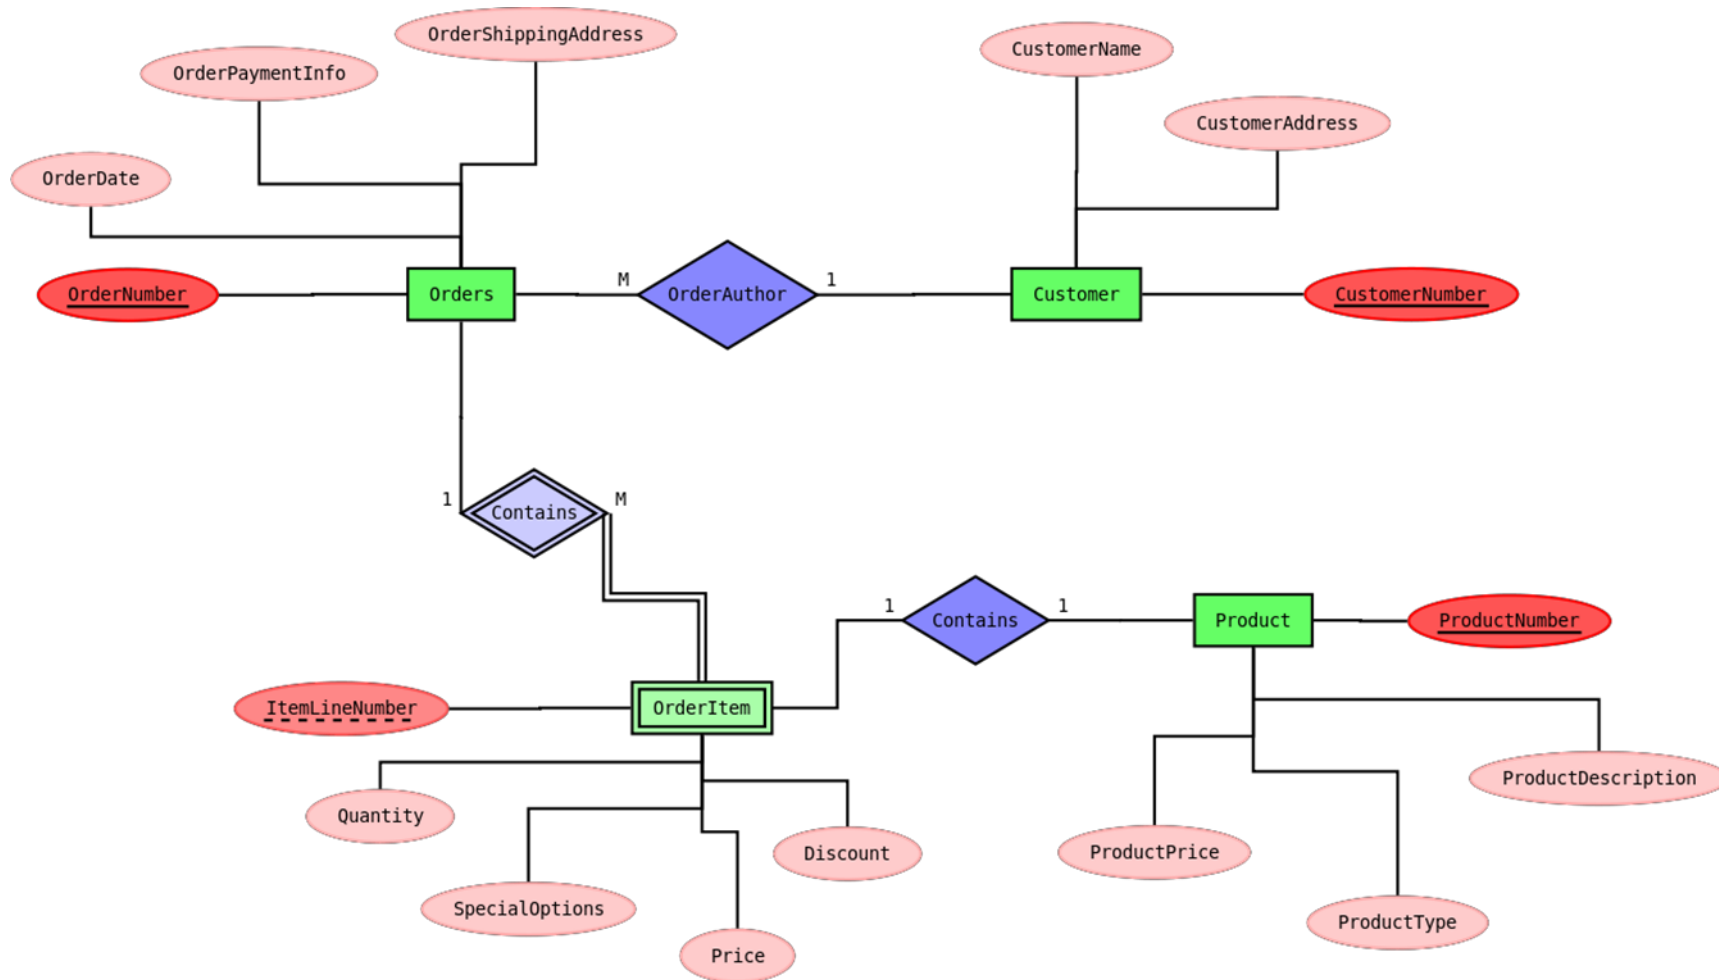 OrderShippingAddress
CustomerName
OrderPaymentInfo
CustomerAddress
OrderDate
OrderNumber
Orders
M
OrderAuthor
1
Customer
CustomerNumber
1
Contains
M
1
Contains
1
Product
ProductNumber
ItemLineNumber
OrderItem
ProductDescription
Quantity
Discount
ProductPrice
SpecialOptions
ProductType
Price